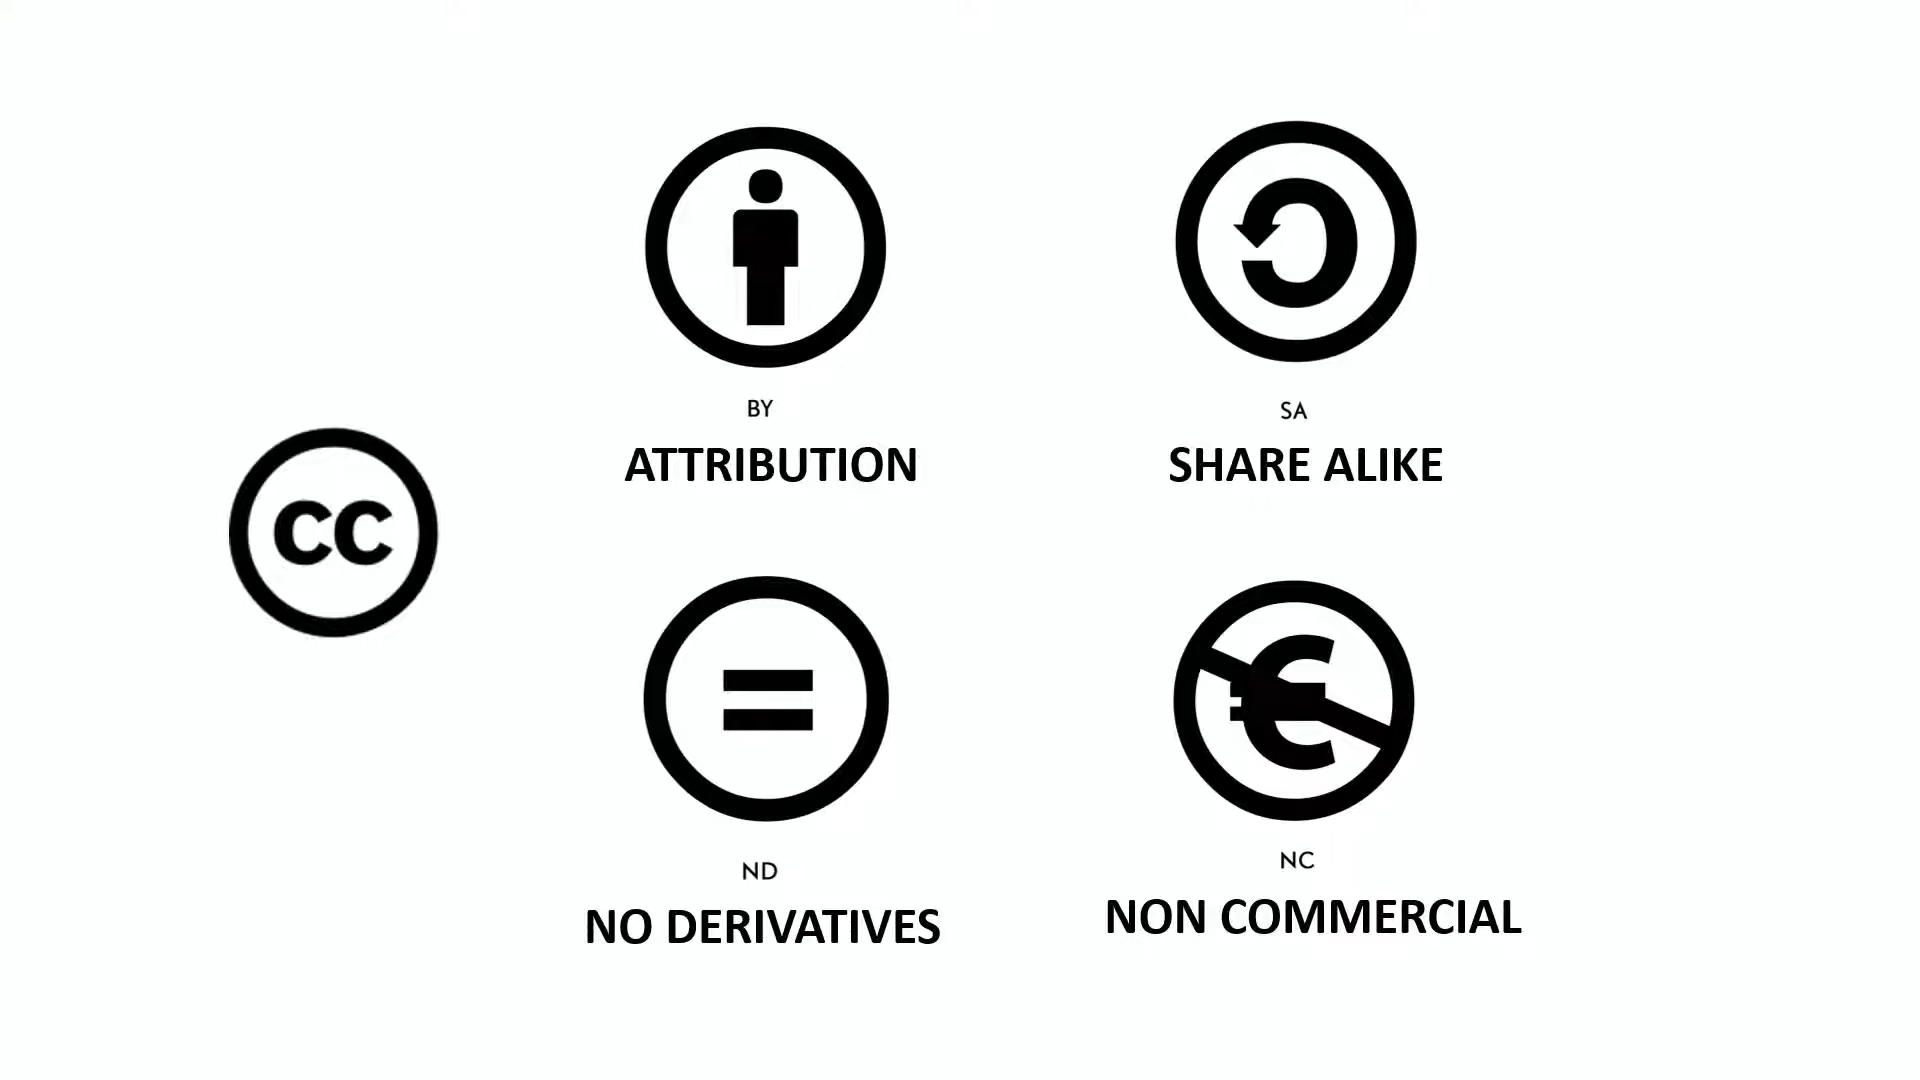 CC
BY
ATTRIBUTION
SA
SHARE ALIKE
ND
NO DERIVATIVES
NC
NON COMMERCIAL